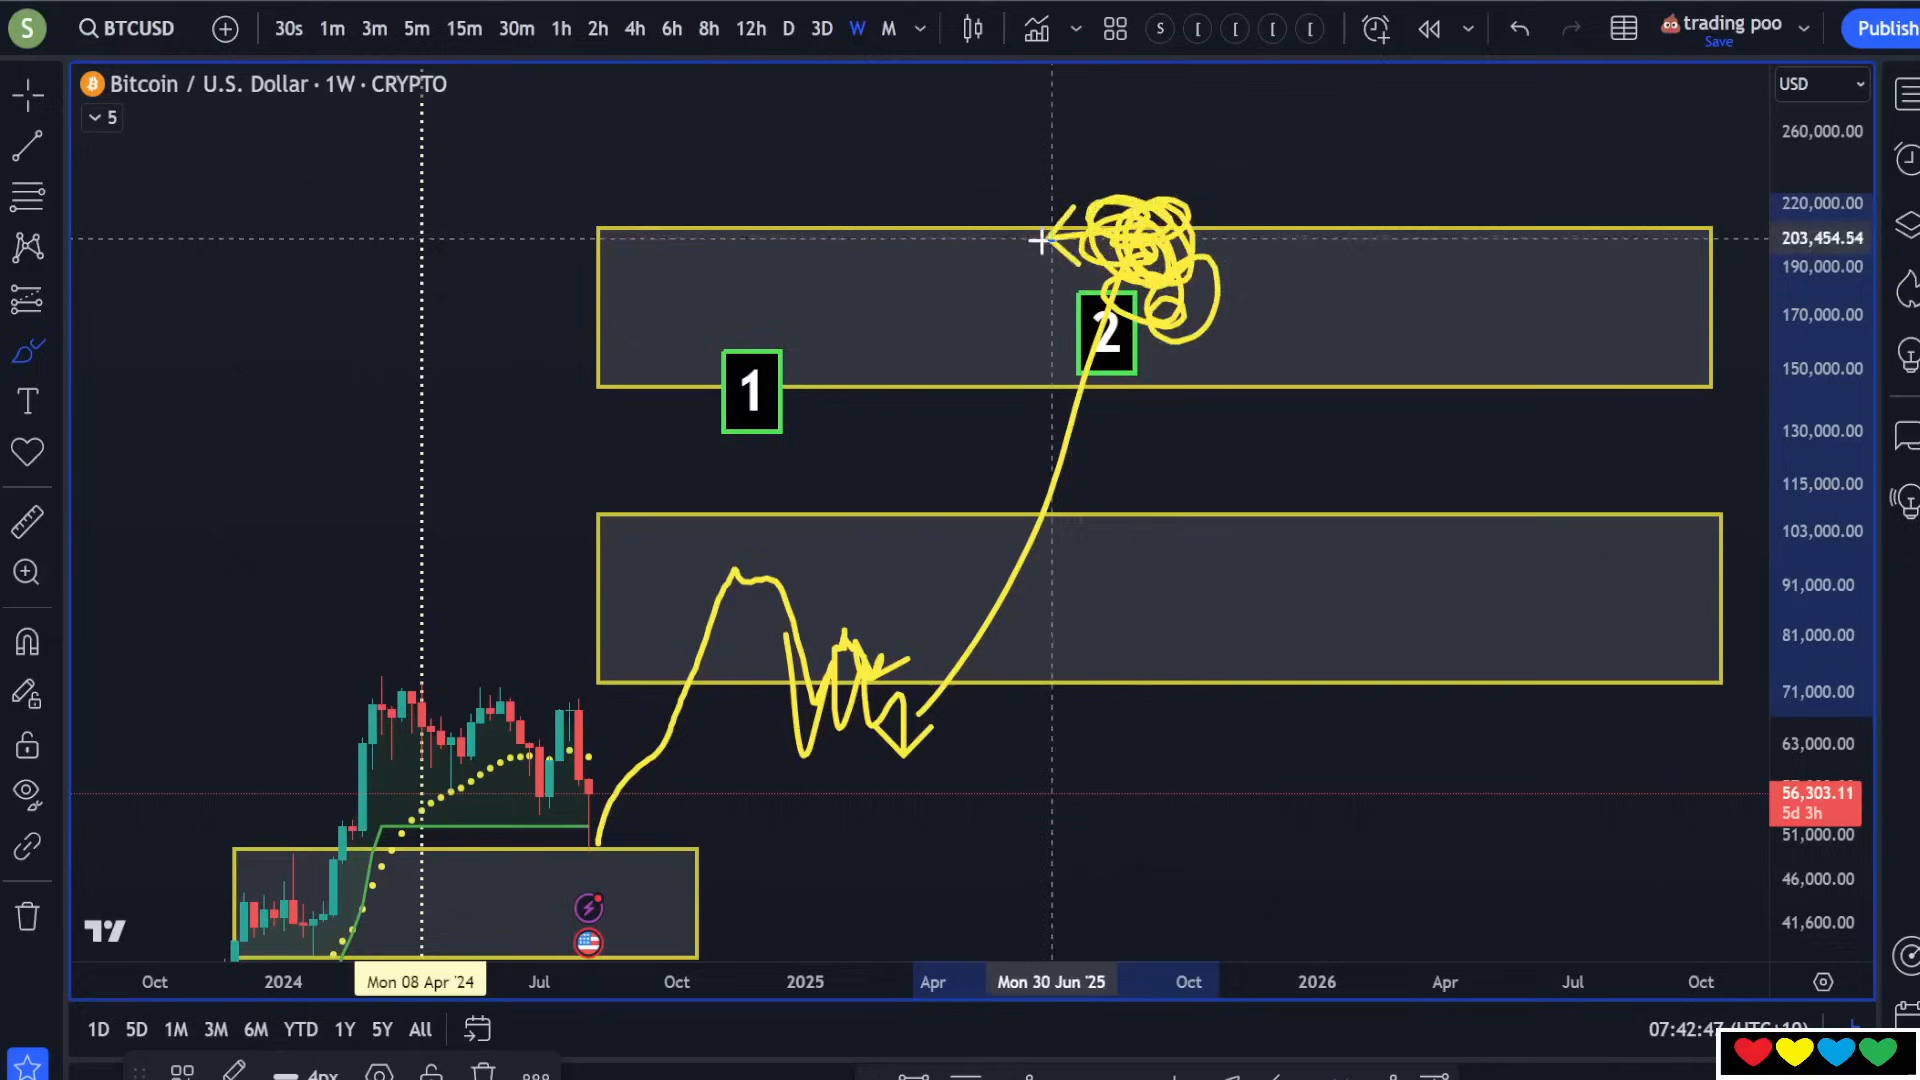 S
BTCUSD
30s 1m 3m 5m 15m 30m 1h 2h 4h 6h 8h 12h D 3D W M
S [ [ [ [
trading poo
Save
Publish
Bitcoin / U.S. Dollar · 1W · CRYPTO
5
USD
260,000.00
220,000.00
203,454.54
190,000.00
170,000.00
150,000.00
130,000.00
115,000.00
103,000.00
91,000.00
81,000.00
71,000.00
63,000.00
56,303.11
5d 3h
51,000.00
46,000.00
41,600.00
1
2
Oct 2024 Mon 08 Apr '24 Jul Oct 2025 Apr Mon 30 Jun '25 Oct 2026 Apr Jul Oct
1D 5D 1M 3M 6M YTD 1Y 5Y All
07:42:47
4px